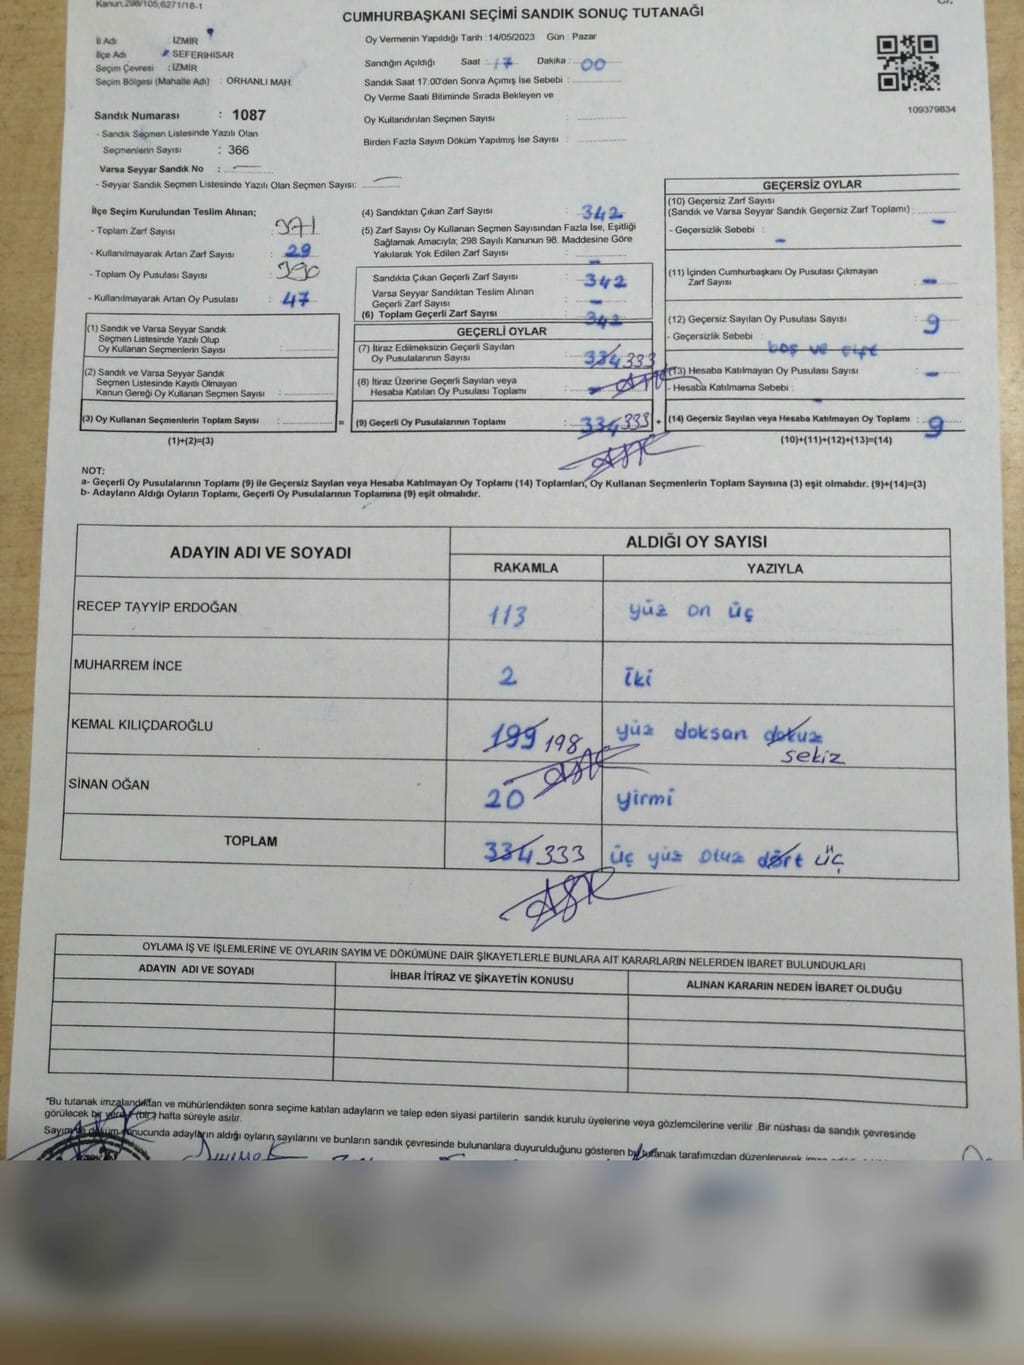 Kanun,298/105,6271/18-1
CUMHURBAŞKANI SEÇİMİ SANDIK SONUÇ TUTANAĞI
İl Adı : İZMİR
İlçe Adı SEFERİHİSAR
Seçim Çevresi : İZMİR
Seçim Bölgesi (Mahalle Adı) : ORHANLI MAH.
Oy Vermenin Yapıldığı Tarih : 14/05/2023 Gün : Pazar
Sandığın Açıldığı Saat : 17 Dakika : 00
Sandık Saat 17:00'den Sonra Açmış İse Sebebi :
Oy Verme Saati Bitiminde Sırada Bekleyen ve
Oy Kullandırılan Seçmen Sayısı :
Birden Fazla Sayım Döküm Yapılmış İse Sayısı :
109379834
Sandık Numarası : 1087
- Sandık Seçmen Listesinde Yazılı Olan
Seçmenlerin Sayısı : 366
Varsa Seyyar Sandık No : —
- Seyyar Sandık Seçmen Listesinde Yazılı Olan Seçmen Sayısı: —
İlçe Seçim Kurulundan Teslim Alınan;
- Toplam Zarf Sayısı : 371
- Kullanılmayarak Artan Zarf Sayısı : 29
- Toplam Oy Pusulası Sayısı : 390
- Kullanılmayarak Artan Oy Pusulası : 47
(1) Sandık ve Varsa Seyyar Sandık
Seçmen Listesinde Yazılı Olup
Oy Kullanan Seçmenlerin Sayısı :
(2) Sandık ve Varsa Seyyar Sandık
Seçmen Listesinde Kayıtlı Olmayan
Kanun Gereği Oy Kullanan Seçmen Sayısı :
(3) Oy Kullanan Seçmenlerin Toplam Sayısı :
(1)+(2)=(3)
(4) Sandıktan Çıkan Zarf Sayısı : 342
(5) Zarf Sayısı Oy Kullanan Seçmen Sayısından Fazla İse, Eşitliği
Sağlamak Amacıyla; 298 Sayılı Kanunun 98. Maddesine Göre
Yakılarak Yok Edilen Zarf Sayısı : –
Sandıkta Çıkan Geçerli Zarf Sayısı : 342
Varsa Seyyar Sandıktan Teslim Alınan
Geçerli Zarf Sayısı : –
(6) Toplam Geçerli Zarf Sayısı : 342
GEÇERLİ OYLAR
(7) İtiraz Edilmeksizin Geçerli Sayılan
Oy Pusulalarının Sayısı : 334 333
(8) İtiraz Üzerine Geçerli Sayılan veya
Hesaba Katılan Oy Pusulası Toplamı : –
= (9) Geçerli Oy Pusulalarının Toplamı : 334 333 +
GEÇERSİZ OYLAR
(10) Geçersiz Zarf Sayısı
(Sandık ve Varsa Seyyar Sandık Geçersiz Zarf Toplamı) : –
- Geçersizlik Sebebi : –
(11) İçinden Cumhurbaşkanı Oy Pusulası Çıkmayan
Zarf Sayısı : –
(12) Geçersiz Sayılan Oy Pusulası Sayısı : 9
- Geçersizlik Sebebi : boş ve çift
(13) Hesaba Katılmayan Oy Pusulası Sayısı : –
- Hesaba Katılmama Sebebi : –
(14) Geçersiz Sayılan veya Hesaba Katılmayan Oy Toplamı : 9
(10)+(11)+(12)+(13)=(14)
NOT:
a- Geçerli Oy Pusulalarının Toplamı (9) ile Geçersiz Sayılan veya Hesaba Katılmayan Oy Toplamı (14) Toplamları, Oy Kullanan Seçmenlerin Toplam Sayısına (3) eşit olmalıdır. (9)+(14)=(3)
b- Adayların Aldığı Oyların Toplamı, Geçerli Oy Pusulalarının Toplamına (9) eşit olmalıdır.
ADAYIN ADI VE SOYADI
ALDIĞI OY SAYISI
RAKAMLA YAZIYLA
RECEP TAYYİP ERDOĞAN 113 yüz on üç
MUHARREM İNCE 2 iki
KEMAL KILIÇDAROĞLU 199 198 yüz doksan dokuz
sekiz
SİNAN OĞAN 20 yirmi
TOPLAM 334 333 üç yüz otuz dört üç
OYLAMA İŞ VE İŞLEMLERİNE VE OYLARIN SAYIM VE DÖKÜMÜNE DAİR ŞİKAYETLERLE BUNLARA AİT KARARLARIN NELERDEN İBARET BULUNDUKLARI
ADAYIN ADI VE SOYADI İHBAR İTİRAZ VE ŞİKAYETİN KONUSU ALINAN KARARIN NEDEN İBARET OLDUĞU
*Bu tutanak imzalandıktan ve mühürlendikten sonra seçime katılan adayların ve talep eden siyasi partilerin sandık kurulu üyelerine veya gözlemcilerine verilir .Bir nüshası da sandık çevresinde
görülecek bir yere (bir) hafta süreyle asılır.
Sayım ve döküm sonucunda adayların aldığı oyların sayılarını ve bunların sandık çevresinde bulunanlara duyurulduğunu gösteren bu tutanak tarafımızdan düzenlenerek